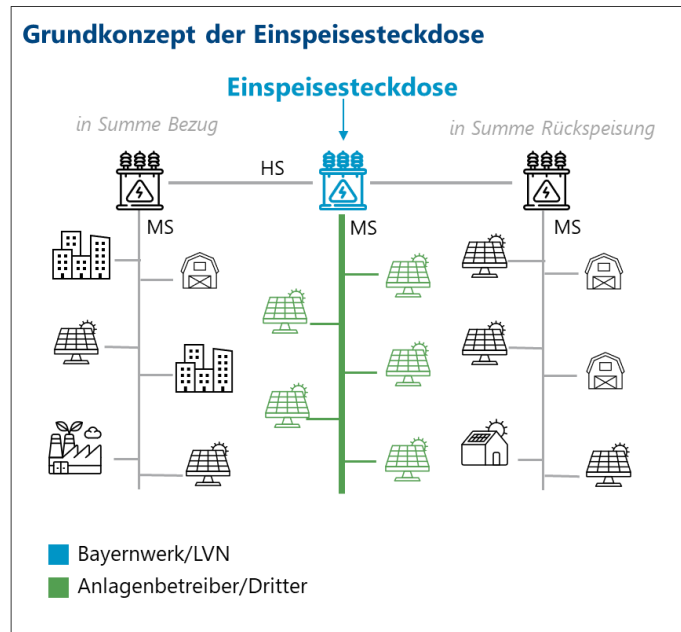 Grundkonzept der Einspeisesteckdose
Einspeisesteckdose
in Summe Bezug
in Summe Rückspeisung
HS
MS
MS
MS
Bayernwerk/LVN
Anlagenbetreiber/Dritter